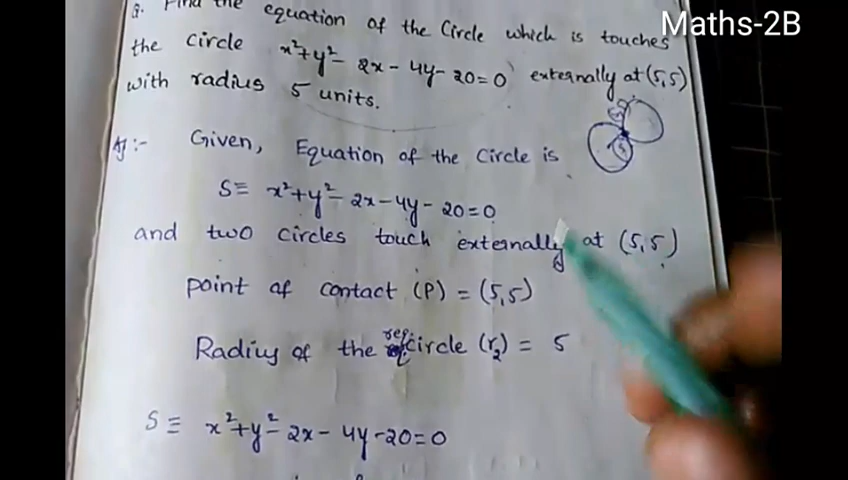 Maths-2B
Q. Find the equation of the Circle which is touches
the circle x²+y²- 2x - 4y - 20=0 externally at (5,5)
with radius 5 units.
Given, Equation of the circle is
S≡ x²+y²- 2x - 4y - 20=0
and two circles touch externally at (5,5)
point of contact (P) = (5,5)
Radius of the req circle (r₂) = 5
S ≡ x²+y²- 2x - 4y - 20=0